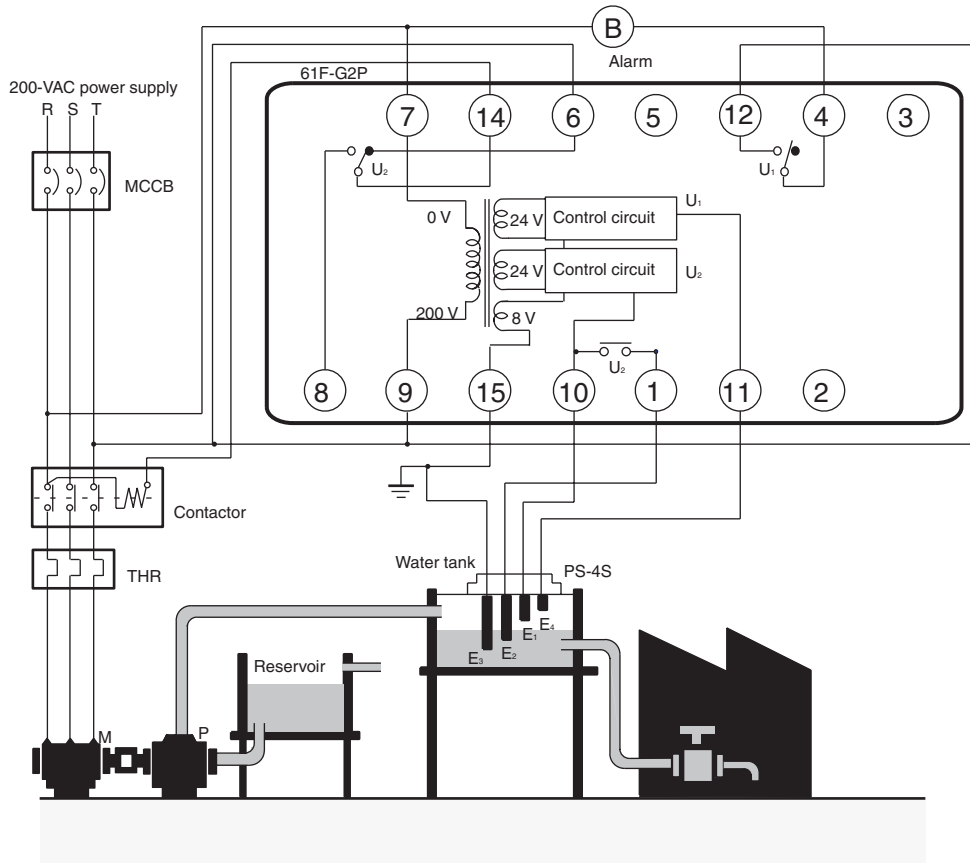 B
Alarm
61F-G2P
200-VAC power supply
R S T
7 14 6 5 12 4 3
MCCB
U₂
U₁
0 V
24 V Control circuit U₁
24 V Control circuit U₂
200 V
8 V
U₂
8 9 15 10 1 11 2
Contactor
THR
Water tank
PS-4S
E₃ E₂ E₁ E₄
Reservoir
M
P